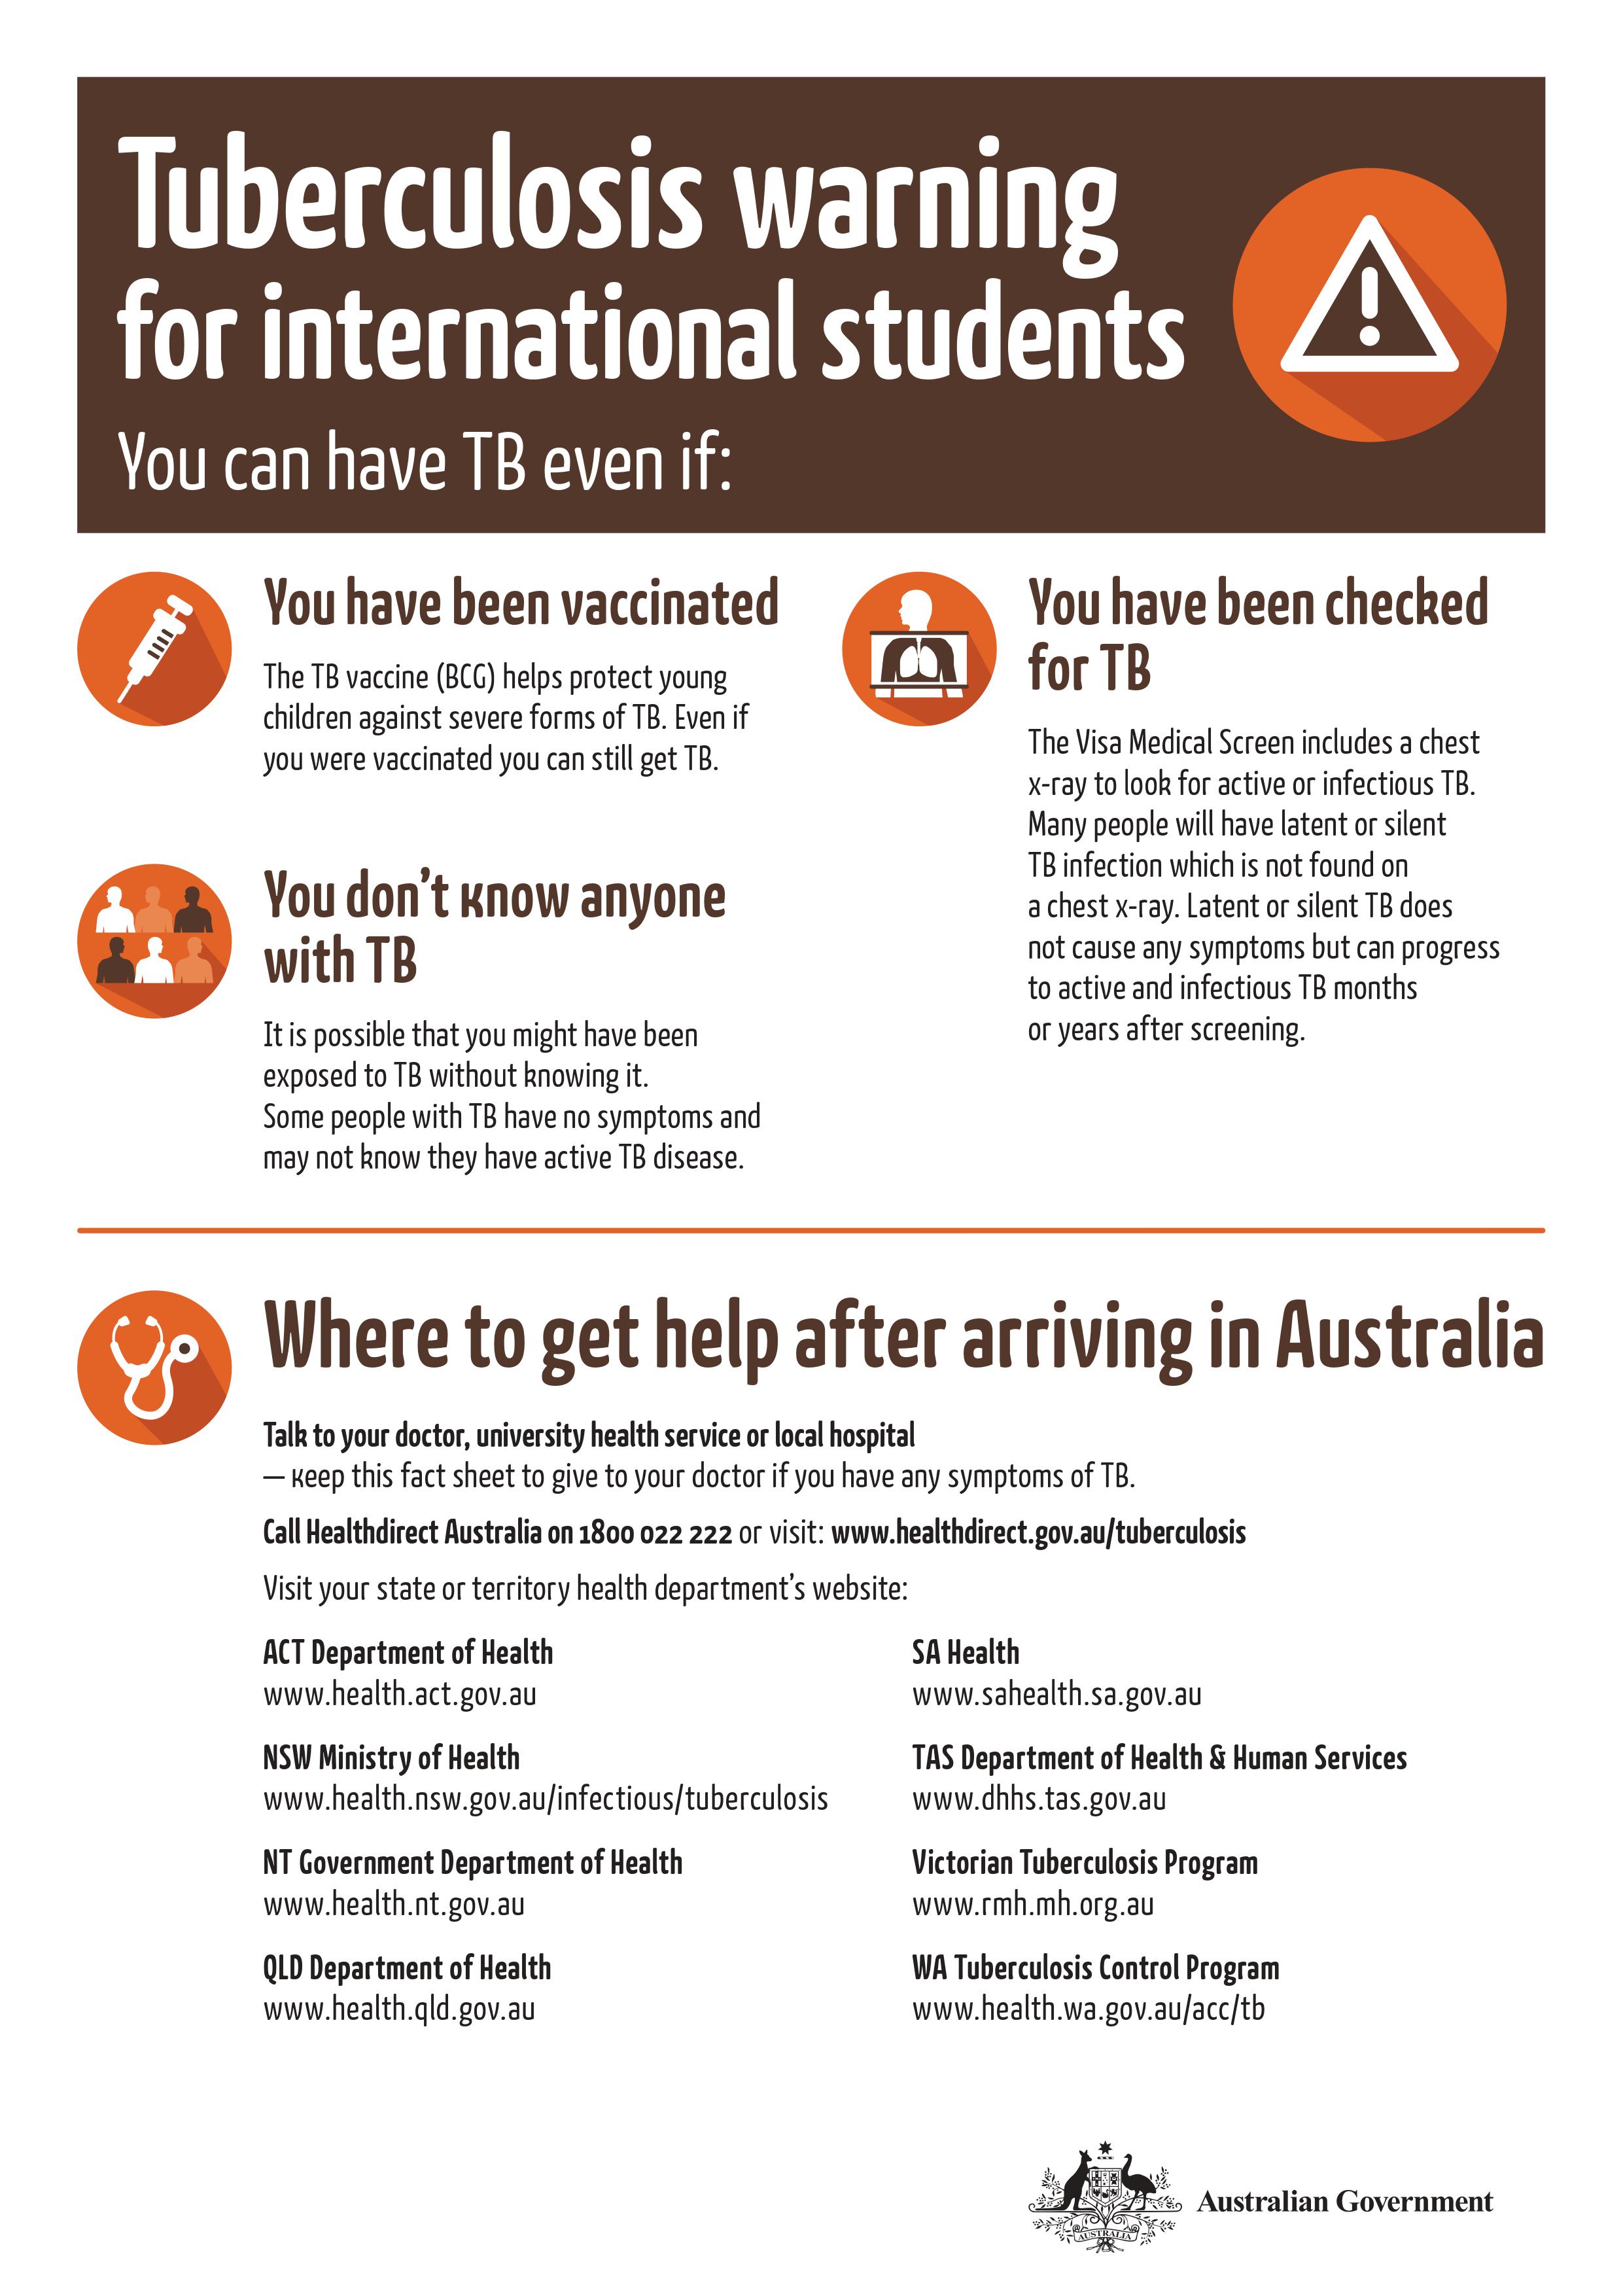 Tuberculosis warning
for international students
You can have TB even if:
You have been vaccinated
The TB vaccine (BCG) helps protect young
children against severe forms of TB. Even if
you were vaccinated you can still get TB.
You don't know anyone
with TB
It is possible that you might have been
exposed to TB without knowing it.
Some people with TB have no symptoms and
may not know they have active TB disease.
You have been checked
for TB
The Visa Medical Screen includes a chest
x-ray to look for active or infectious TB.
Many people will have latent or silent
TB infection which is not found on
a chest x-ray. Latent or silent TB does
not cause any symptoms but can progress
to active and infectious TB months
or years after screening.
Where to get help after arriving in Australia
Talk to your doctor, university health service or local hospital
— keep this fact sheet to give to your doctor if you have any symptoms of TB.
Call Healthdirect Australia on 1800 022 222 or visit: www.healthdirect.gov.au/tuberculosis
Visit your state or territory health department's website:
ACT Department of Health
www.health.act.gov.au
NSW Ministry of Health
www.health.nsw.gov.au/infectious/tuberculosis
NT Government Department of Health
www.health.nt.gov.au
QLD Department of Health
www.health.qld.gov.au
SA Health
www.sahealth.sa.gov.au
TAS Department of Health & Human Services
www.dhhs.tas.gov.au
Victorian Tuberculosis Program
www.rmh.mh.org.au
WA Tuberculosis Control Program
www.health.wa.gov.au/acc/tb
AUSTRALIA
Australian Government